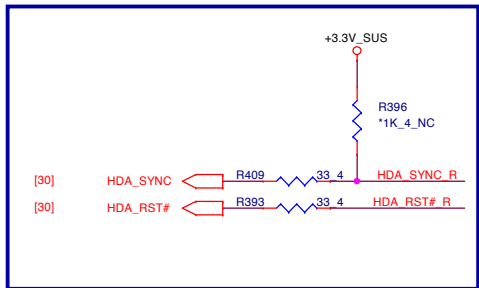 +3.3V_SUS
R396
*1K_4_NC
[30] HDA_SYNC R409 33_4 HDA_SYNC_R
[30] HDA_RST# R393 33_4 HDA_RST#_R